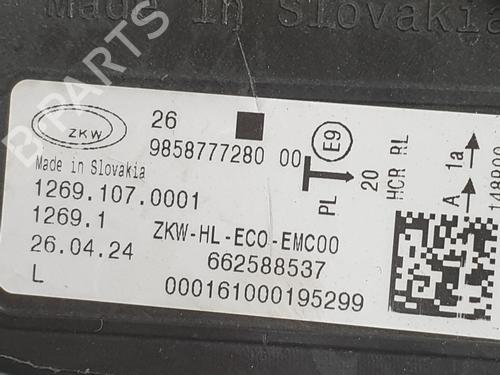 Made in Slovakia
ZKW
26
9858777280 00
E9
Made in Slovakia
1269.107.0001
1269.1
26.04.24
L
ZKW-HL-ECO-EMC00
662588537
000161000195299
PL
20
HCR RL
A
1a
B-PARTS